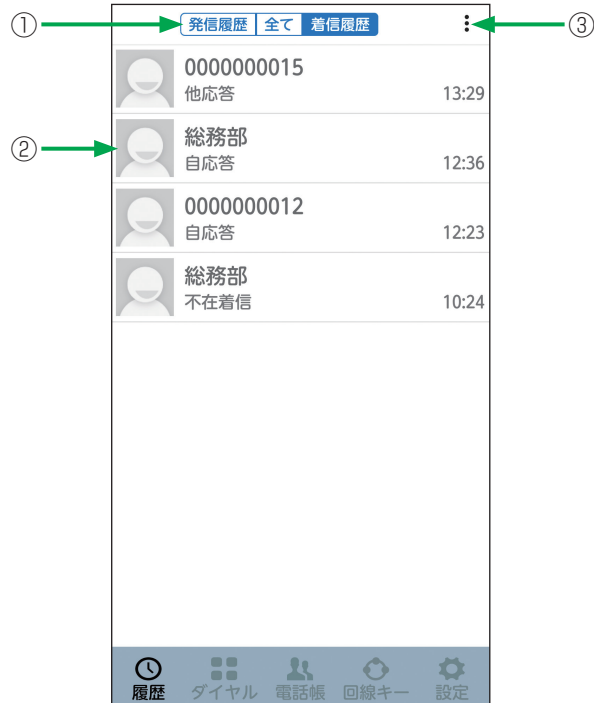 ① 発信履歴 全て 着信履歴 ③
0000000015
他応答 13:29
② 総務部
自応答 12:36
0000000012
自応答 12:23
総務部
不在着信 10:24
履歴 ダイヤル 電話帳 回線キー 設定